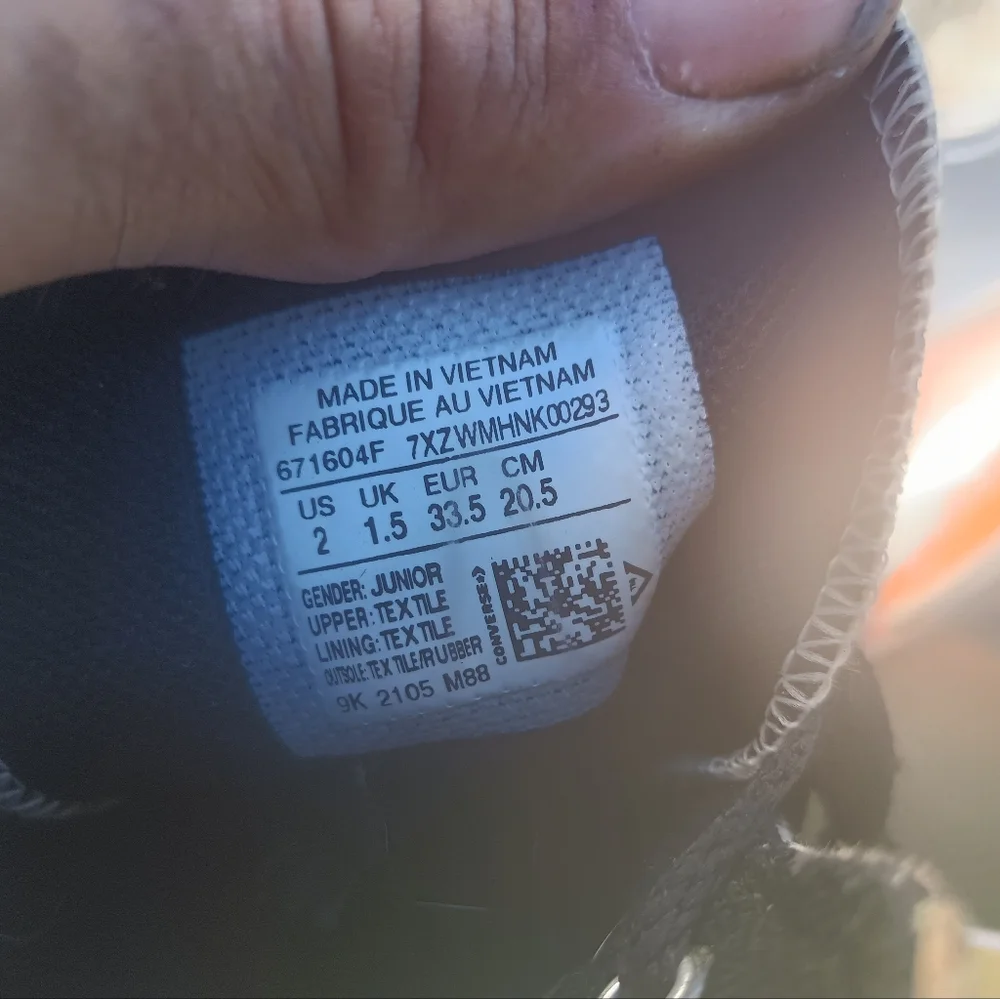 MADE IN VIETNAM
FABRIQUE AU VIETNAM
671604F 7XZWMHNK00293
US UK EUR CM
2 1.5 33.5 20.5
GENDER: JUNIOR
UPPER: TEXTILE
LINING: TEXTILE
OUTSOLE: TEXTILE/RUBBER
9K 2105 M88
CONVERSE